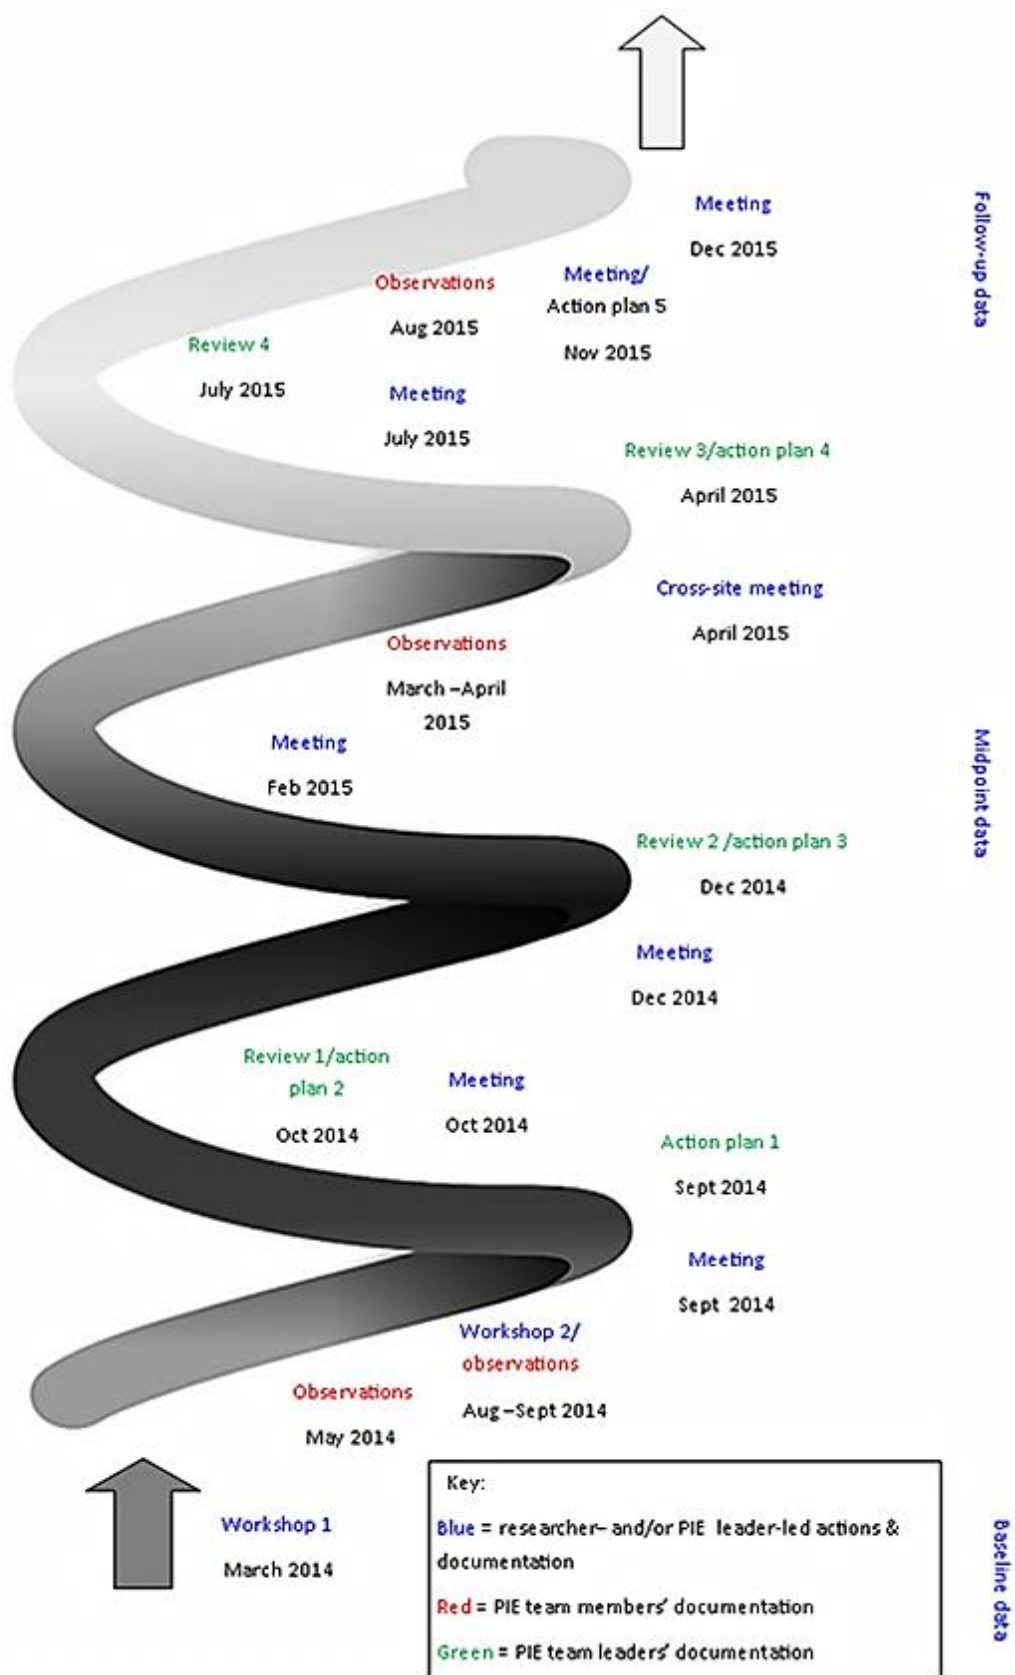 Meeting
Dec 2015
Follow-up data
Observations
Aug 2015
Meeting/
Action plan 5
Nov 2015
Review 4
July 2015
Meeting
July 2015
Review 3/action plan 4
April 2015
Cross-site meeting
April 2015
Observations
March –April
2015
Meeting
Feb 2015
Midpoint data
Review 2 /action plan 3
Dec 2014
Meeting
Dec 2014
Review 1/action
plan 2
Oct 2014
Meeting
Oct 2014
Action plan 1
Sept 2014
Meeting
Sept 2014
Workshop 2/
observations
Aug–Sept 2014
Observations
May 2014
Workshop 1
March 2014
Key:
Blue = researcher– and/or PIE leader-led actions &
documentation
Red = PIE team members' documentation
Green = PIE team leaders' documentation
Baseline data